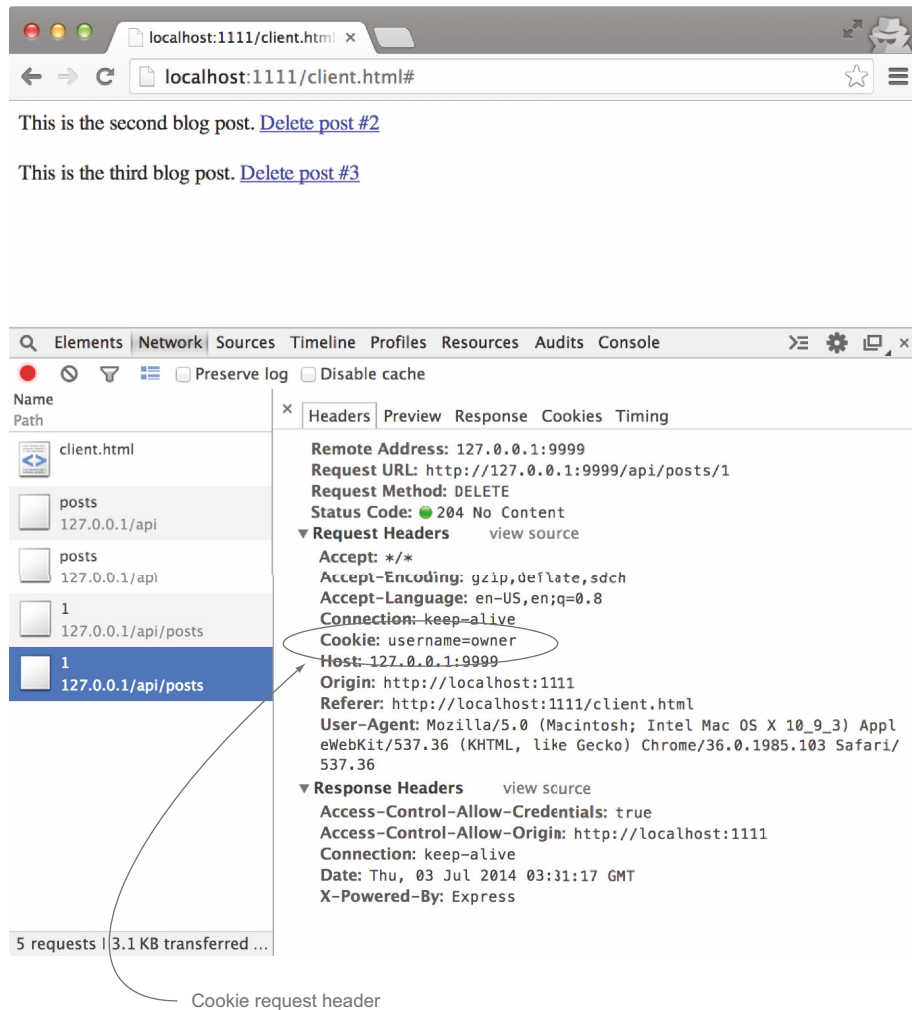 localhost:1111/client.html ×
localhost:1111/client.html#
This is the second blog post. Delete post #2
This is the third blog post. Delete post #3
Elements Network Sources Timeline Profiles Resources Audits Console
Preserve log Disable cache
Name
Path
× Headers Preview Response Cookies Timing
client.html
posts
127.0.0.1/api
posts
127.0.0.1/api
1
127.0.0.1/api/posts
1
127.0.0.1/api/posts
5 requests | 3.1 KB transferred ...
Remote Address: 127.0.0.1:9999
Request URL: http://127.0.0.1:9999/api/posts/1
Request Method: DELETE
Status Code: 204 No Content
Request Headers view source
Accept: */*
Accept-Encoding: gzip,deflate,sdch
Accept-Language: en-US,en;q=0.8
Connection: keep-alive
Cookie: username=owner
Host: 127.0.0.1:9999
Origin: http://localhost:1111
Referer: http://localhost:1111/client.html
User-Agent: Mozilla/5.0 (Macintosh; Intel Mac OS X 10_9_3) Appl
eWebKit/537.36 (KHTML, like Gecko) Chrome/36.0.1985.103 Safari/
537.36
Response Headers view source
Access-Control-Allow-Credentials: true
Access-Control-Allow-Origin: http://localhost:1111
Connection: keep-alive
Date: Thu, 03 Jul 2014 03:31:17 GMT
X-Powered-By: Express
Cookie request header